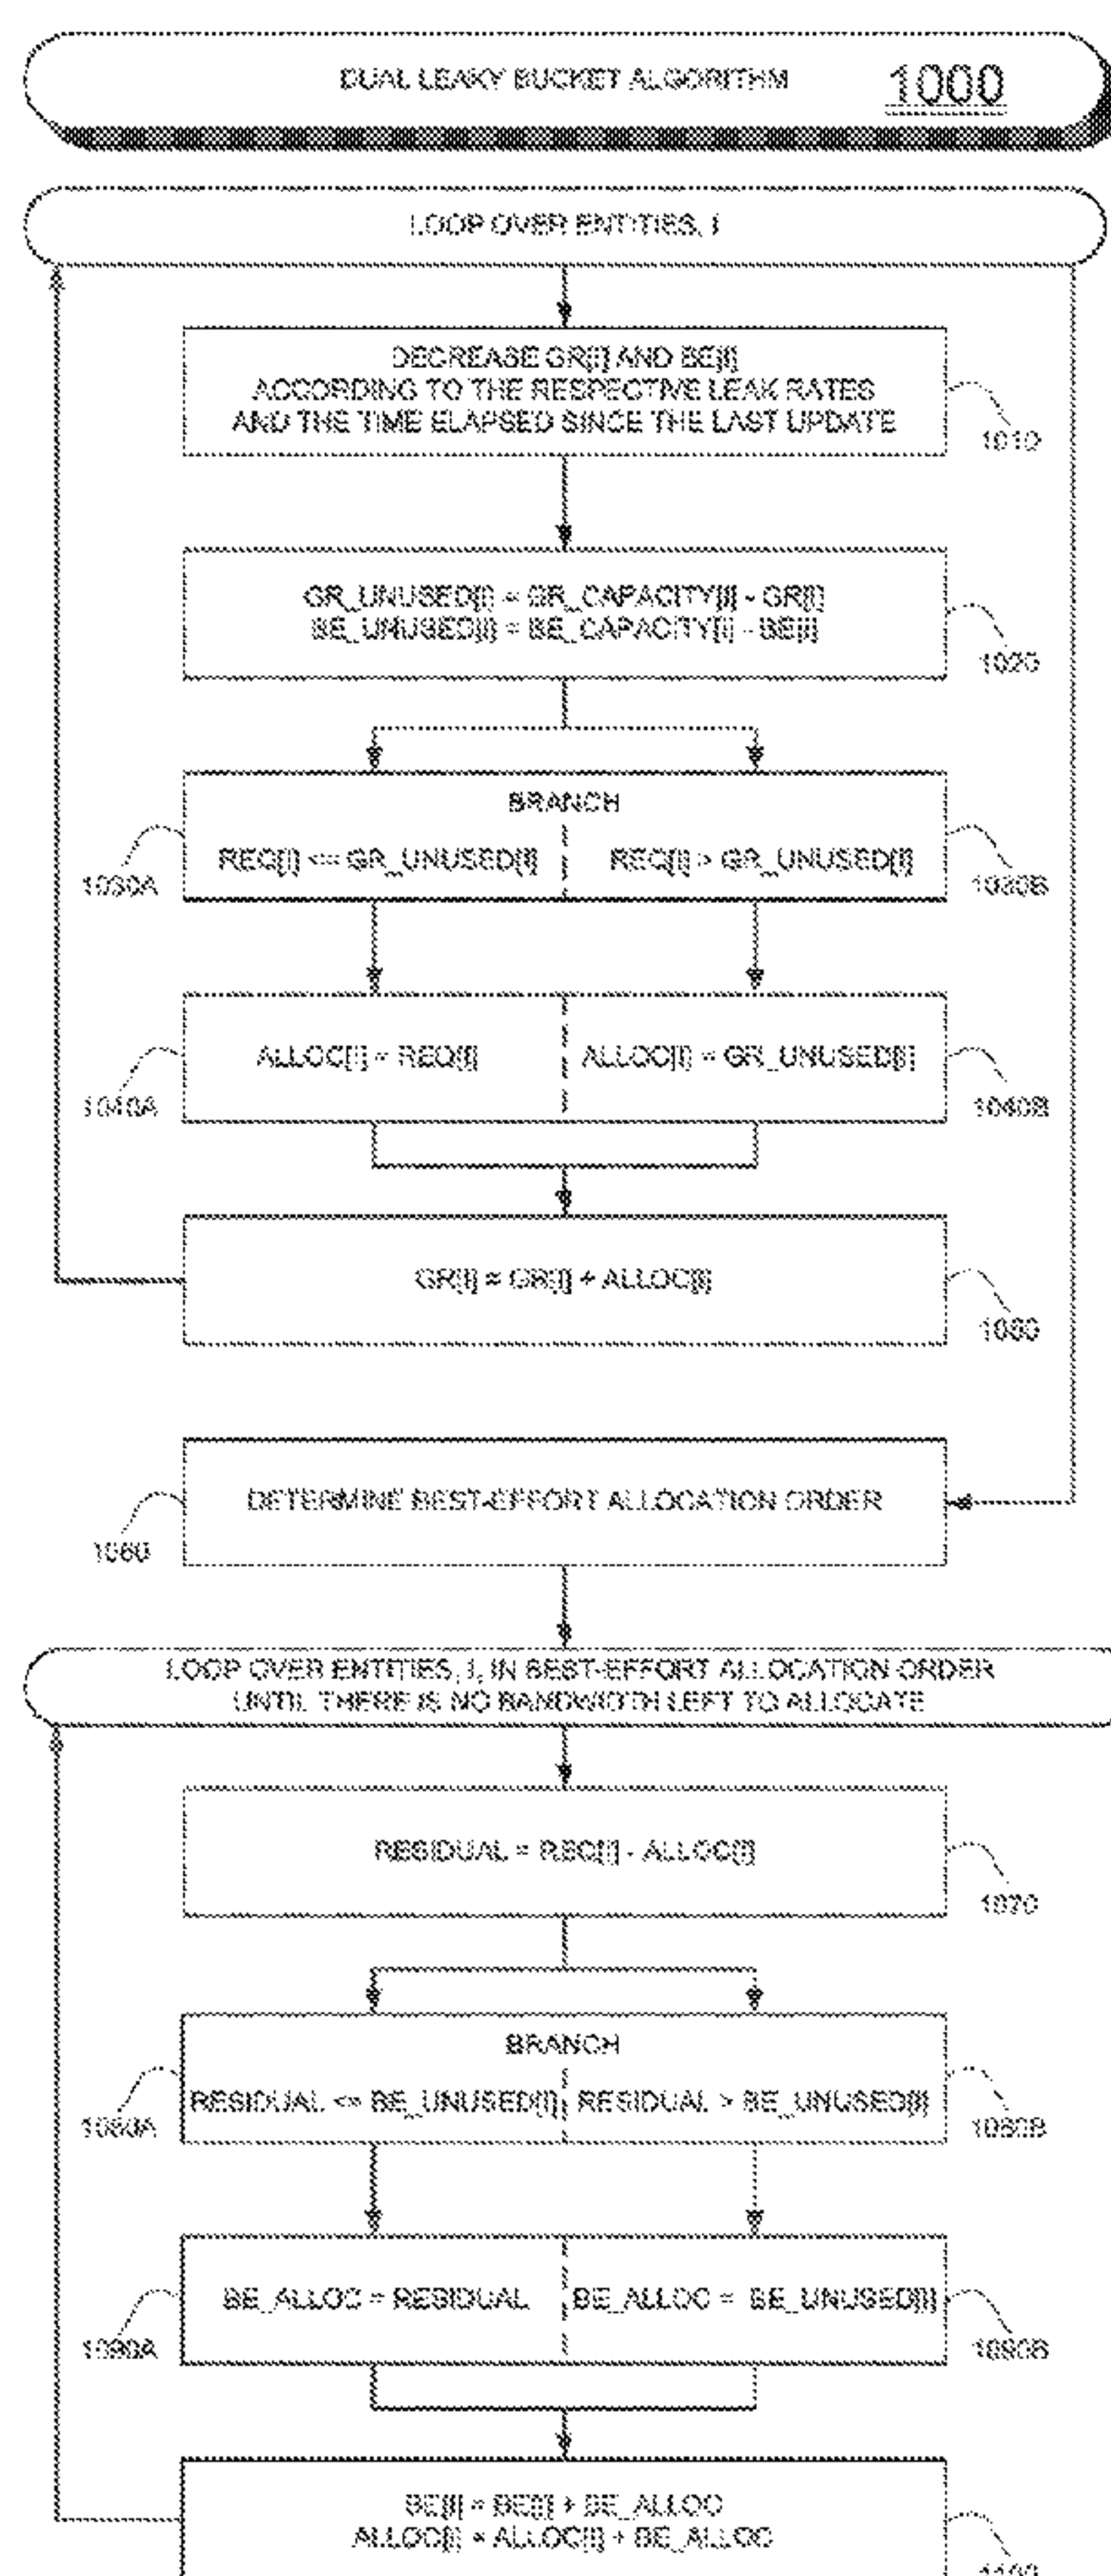 DUAL LEAKY BUCKET ALGORITHM 1000
LOOP OVER ENTITIES, I
DECREASE GR[I] AND BE[I]
ACCORDING TO THE RESPECTIVE LEAK RATES
AND THE TIME ELAPSED SINCE THE LAST UPDATE
1010
GR_UNUSED[I] = GR_CAPACITY[I] - GR[I]
BE_UNUSED[I] = BE_CAPACITY[I] - BE[I]
1020
BRANCH
REQ[I] <= GR_UNUSED[I] REQ[I] > GR_UNUSED[I]
1030A 1030B
ALLOC[I] = REQ[I] ALLOC[I] = GR_UNUSED[I]
1040A 1040B
GR[I] = GR[I] + ALLOC[I]
DETERMINE BEST-EFFORT ALLOCATION ORDER
1060
LOOP OVER ENTITIES, I, IN BEST-EFFORT ALLOCATION ORDER
UNTIL THERE IS NO BANDWIDTH LEFT TO ALLOCATE
RESIDUAL = REQ[I] - ALLOC[I]
1070
BRANCH
RESIDUAL <= BE_UNUSED[I] RESIDUAL > BE_UNUSED[I]
1080A 1080B
BE_ALLOC = RESIDUAL BE_ALLOC = BE_UNUSED[I]
1090A 1090B
BE[I] = BE[I] + BE_ALLOC
ALLOC[I] = ALLOC[I] + BE_ALLOC